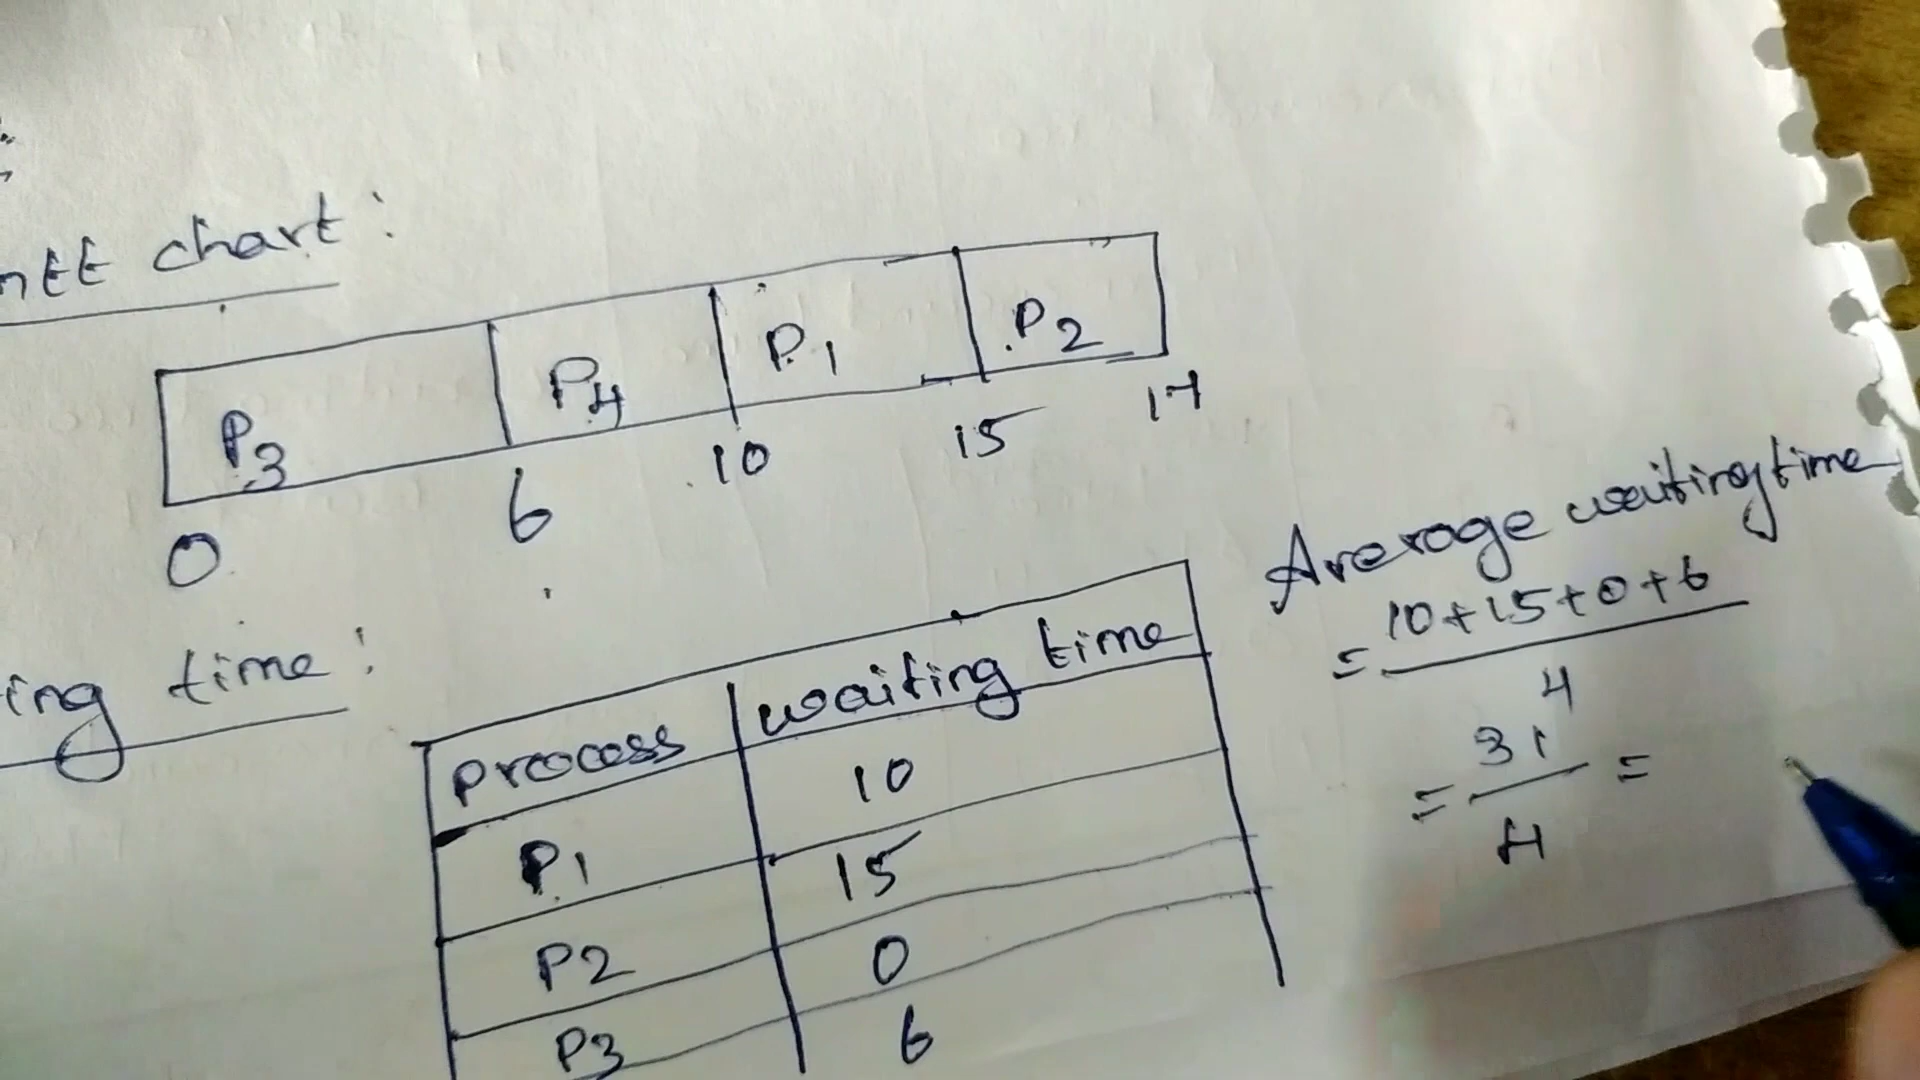 ntt chart:
P3 P4 P1 P2
0 6 10 15 17
ing time:
process waiting time
P1 10
P2 15
P3 0
6
Average waiting time
= 10+15+0+6
4
= 31 =
4